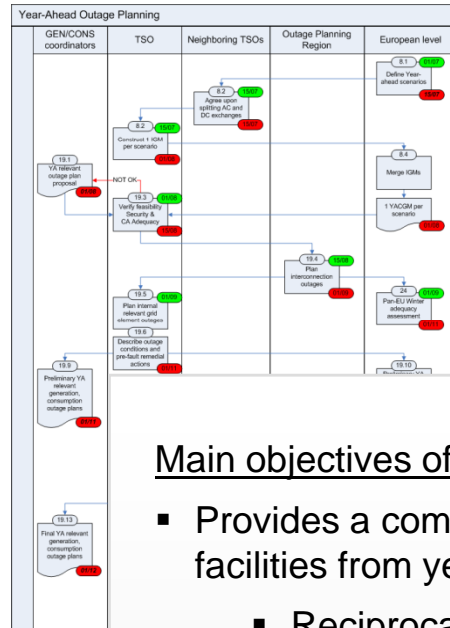 Year-Ahead Outage Planning
GEN/CONS
coordinators
TSO
Neighboring TSOs
Outage Planning
Region
European level
8.1
01/07
Define Year-
ahead scenarios
15/07
8.2
15/07
Agree upon
splitting AC and
DC exchanges
15/07
8.2
15/07
Construct 1 IGM
per scenario
01/08
19.1
YA relevant
outage plan
proposal
01/08
NOT OK
8.4
Merge IGMs
19.3
01/08
Verify feasibility
Security &
CA Adequacy
1 YACGM per
scenario
01/08
19.4
15/08
Plan
interconnection
outages
19.5
01/09
Plan internal
relevant grid
element outages
24
01/09
Pan-EU Winter
adequacy
assessment
01/11
19.6
Describe outage
conditions and
pre-fault remedial
actions
01/11
19.9
Preliminary YA
relevant
generation,
consumption
outage plans
01/11
19.10
19.13
Final YA relevant
generation,
consumption
outage plans
01/12
Main objectives of
▪ Provides a com
facilities from ye
▪ Reciproca